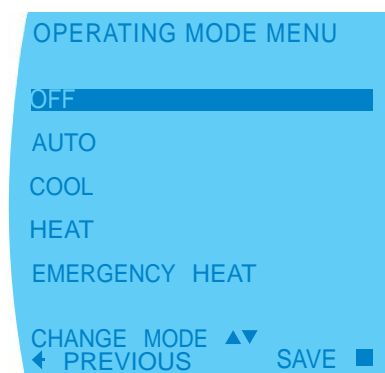 OPERATING MODE MENU
OFF
AUTO
COOL
HEAT
EMERGENCY HEAT
CHANGE MODE ▲▼
PREVIOUS SAVE